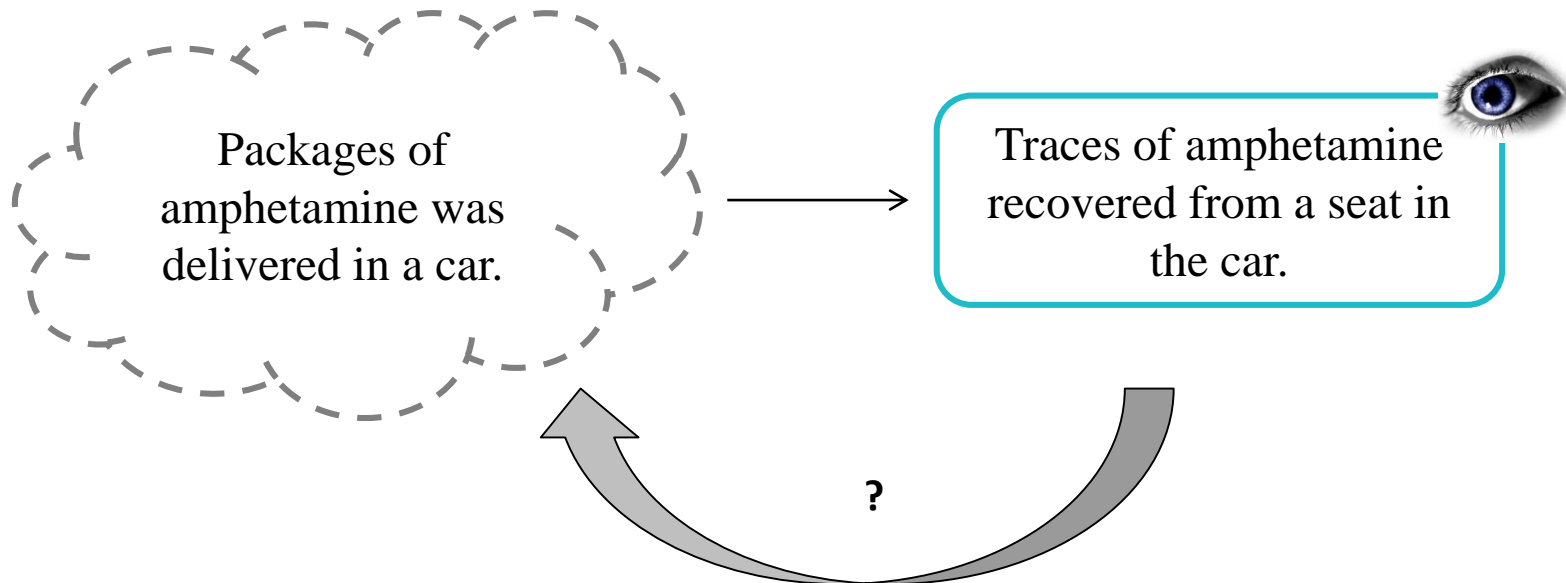 Packages of
amphetamine was
delivered in a car.
Traces of amphetamine
recovered from a seat in
the car.
?